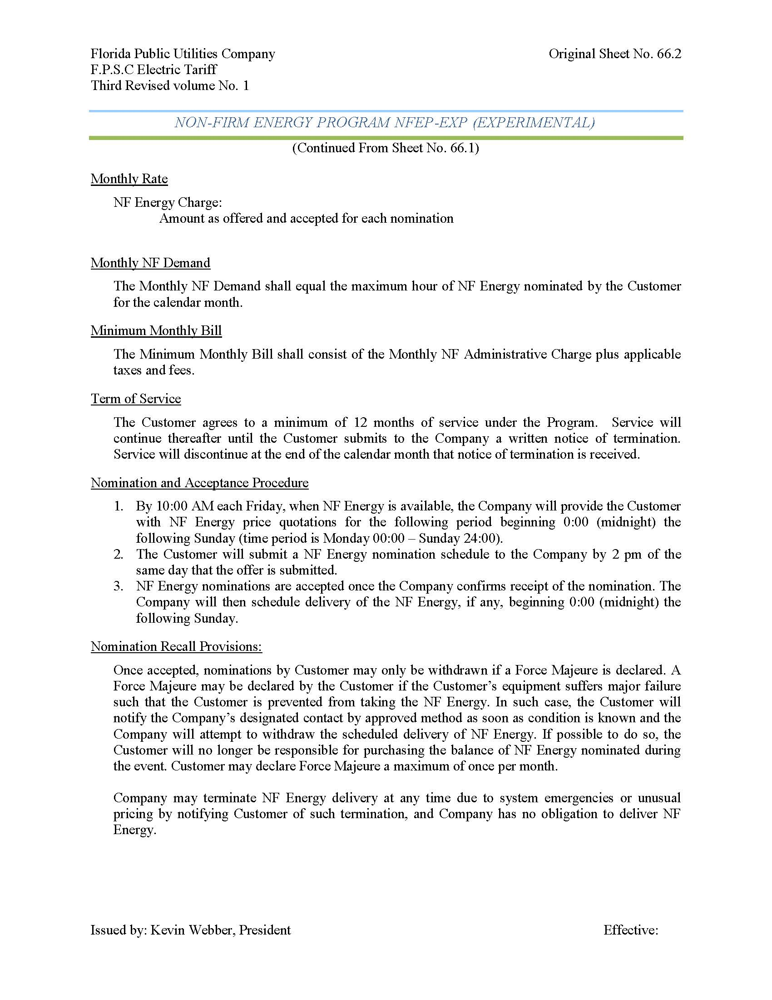 Florida Public Utilities Company
Original Sheet No. 66.2
F.P.S.C Electric Tariff
Third Revised volume No. 1
NON-FIRM ENERGY PROGRAM NFEP-EXP (EXPERIMENTAL)
(Continued From Sheet No. 66.1)
Monthly Rate
NF Energy Charge:
Amount as offered and accepted for each nomination
Monthly NF Demand
The Monthly NF Demand shall equal the maximum hour of NF Energy nominated by the Customer
for the calendar month.
Minimum Monthly Bill
The Minimum Monthly Bill shall consist of the Monthly NF Administrative Charge plus applicable
taxes and fees.
Term of Service
The Customer agrees to a minimum of 12 months of service under the Program. Service will
continue thereafter until the Customer submits to the Company a written notice of termination.
Service will discontinue at the end of the calendar month that notice of termination is received.
Nomination and Acceptance Procedure
1. By 10:00 AM each Friday, when NF Energy is available, the Company will provide the Customer
with NF Energy price quotations for the following period beginning 0:00 (midnight) the
following Sunday (time period is Monday 00:00 – Sunday 24:00).
2. The Customer will submit a NF Energy nomination schedule to the Company by 2 pm of the
same day that the offer is submitted.
3. NF Energy nominations are accepted once the Company confirms receipt of the nomination. The
Company will then schedule delivery of the NF Energy, if any, beginning 0:00 (midnight) the
following Sunday.
Nomination Recall Provisions:
Once accepted, nominations by Customer may only be withdrawn if a Force Majeure is declared. A
Force Majeure may be declared by the Customer if the Customer’s equipment suffers major failure
such that the Customer is prevented from taking the NF Energy. In such case, the Customer will
notify the Company’s designated contact by approved method as soon as condition is known and the
Company will attempt to withdraw the scheduled delivery of NF Energy. If possible to do so, the
Customer will no longer be responsible for purchasing the balance of NF Energy nominated during
the event. Customer may declare Force Majeure a maximum of once per month.
Company may terminate NF Energy delivery at any time due to system emergencies or unusual
pricing by notifying Customer of such termination, and Company has no obligation to deliver NF
Energy.
Issued by: Kevin Webber, President
Effective: